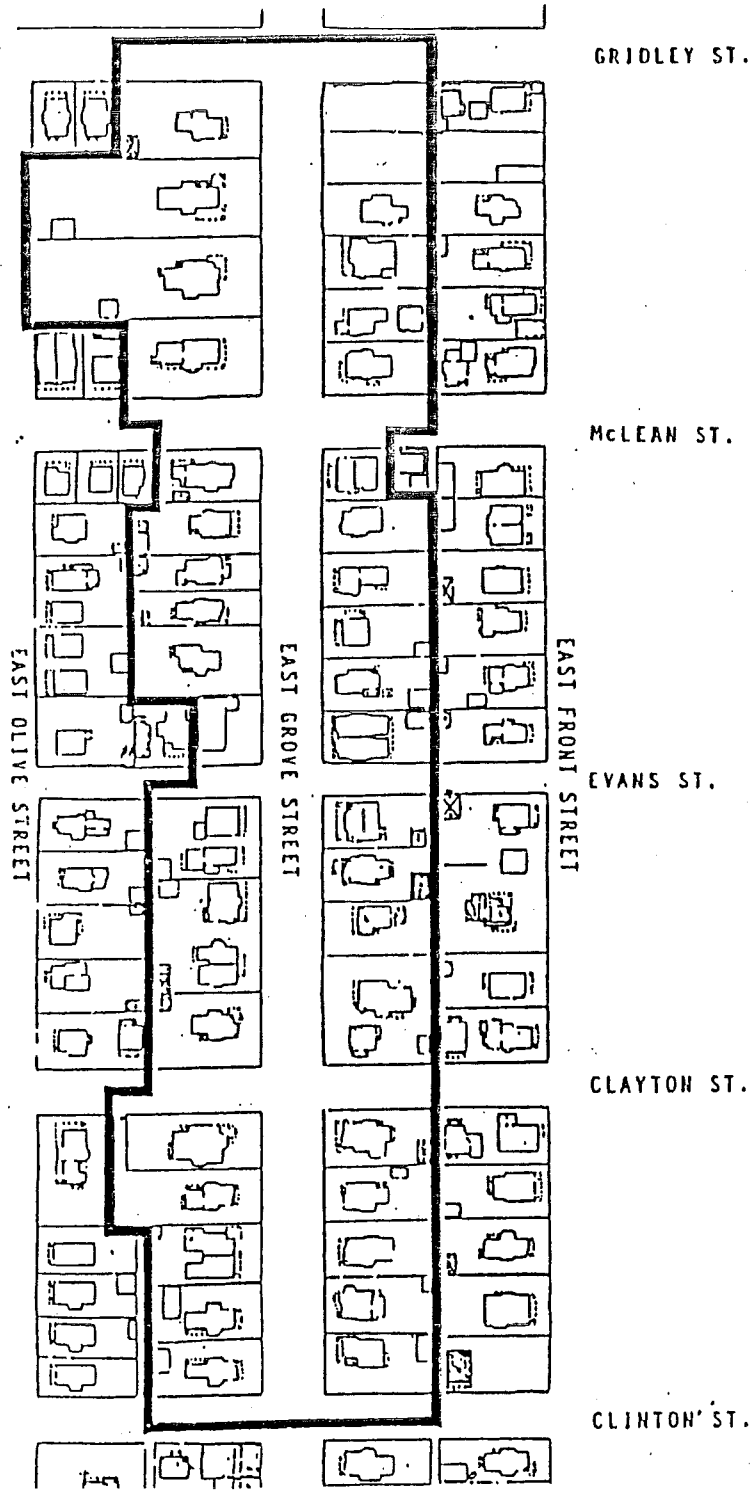 GRIDLEY ST.
McLEAN ST.
EAST OLIVE STREET
EAST GROVE STREET
EAST FRONT STREET
EVANS ST.
CLAYTON ST.
CLINTON ST.